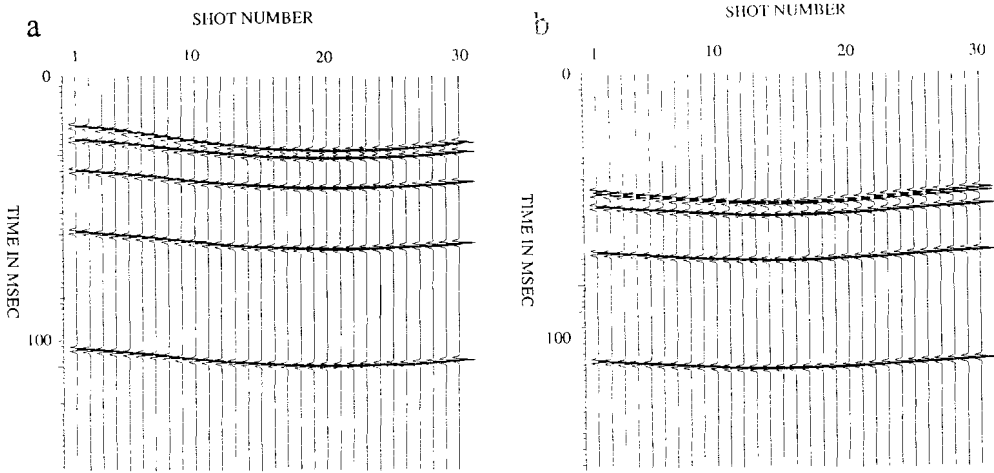 a
SHOT NUMBER
1 10 20 30
0
100
TIME IN MSEC
b
SHOT NUMBER
1 10 20 30
0
100
TIME IN MSEC